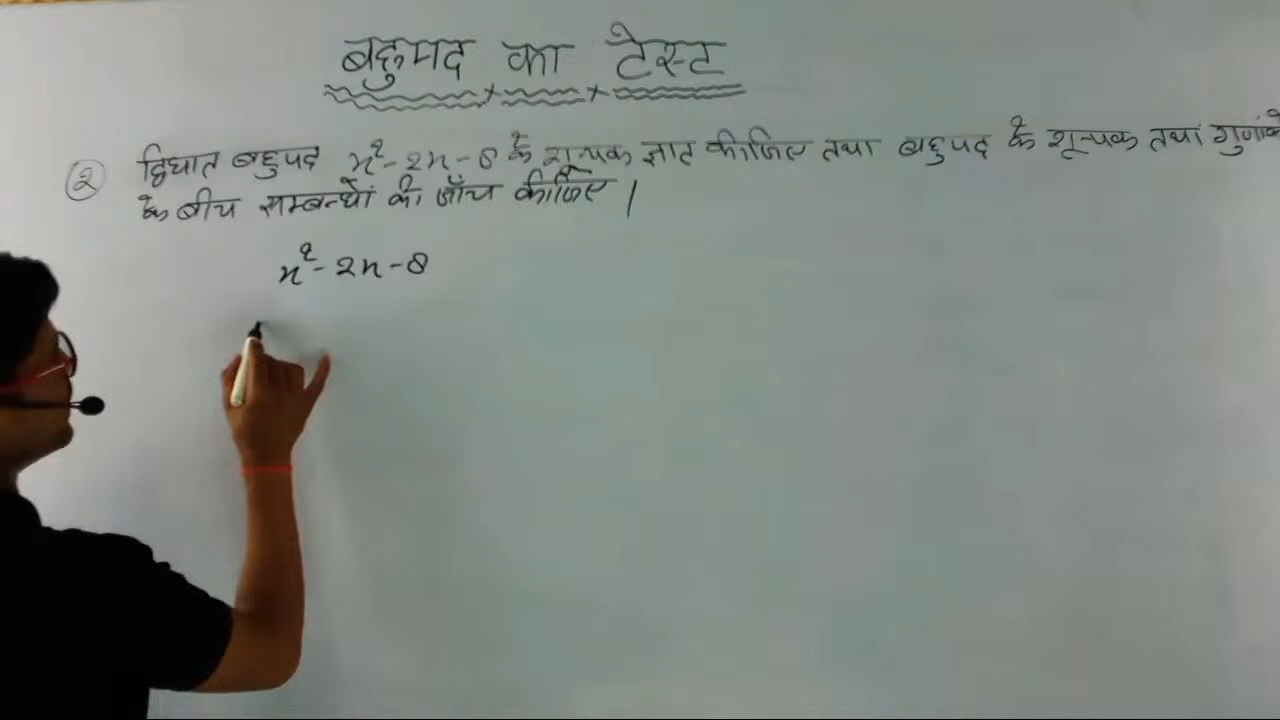 बहुपद का टेस्ट
② द्विघात बहुपद x² - 2x - 8 के शून्यक ज्ञात कीजिए तथा बहुपद के शून्यक तथा गुणांको
के बीच सम्बन्धों की जाँच कीजिए |
x² - 2x - 8